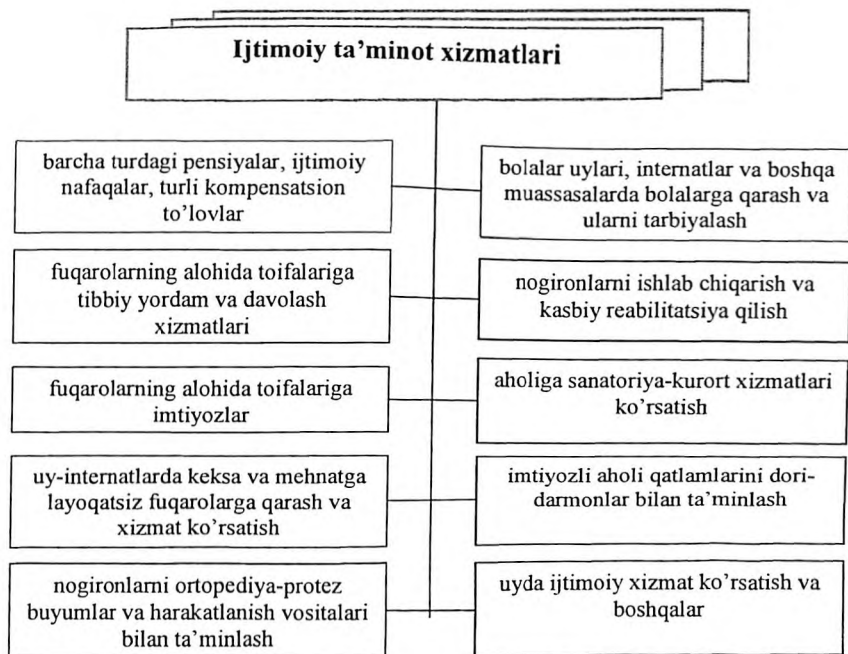 Ijtimoiy ta’minot xizmatlari
barcha turdagi pensiyalar, ijtimoiy
nafaqalar, turli kompensatsion
to’lovlar
bolalar uylari, internatlar va boshqa
muassasalarda bolalarga qarash va
ularni tarbiyalash
fuqarolarning alohida toifalariga
tibbiy yordam va davolash
xizmatlari
nogironlarni ishlab chiqarish va
kasbiy reabilitatsiya qilish
fuqarolarning alohida toifalariga
imtiyozlar
aholiga sanatoriya-kurort xizmatlari
ko’rsatish
uy-internatlarda keksa va mehnatga
layoqatsiz fuqarolarga qarash va
xizmat ko’rsatish
imtiyozli aholi qatlamlarini dori-
darmonlar bilan ta’minlash
nogironlarni ortopediya-protez
buyumlar va harakatlanish vositalari
bilan ta’minlash
uyda ijtimoiy xizmat ko’rsatish va
boshqalar